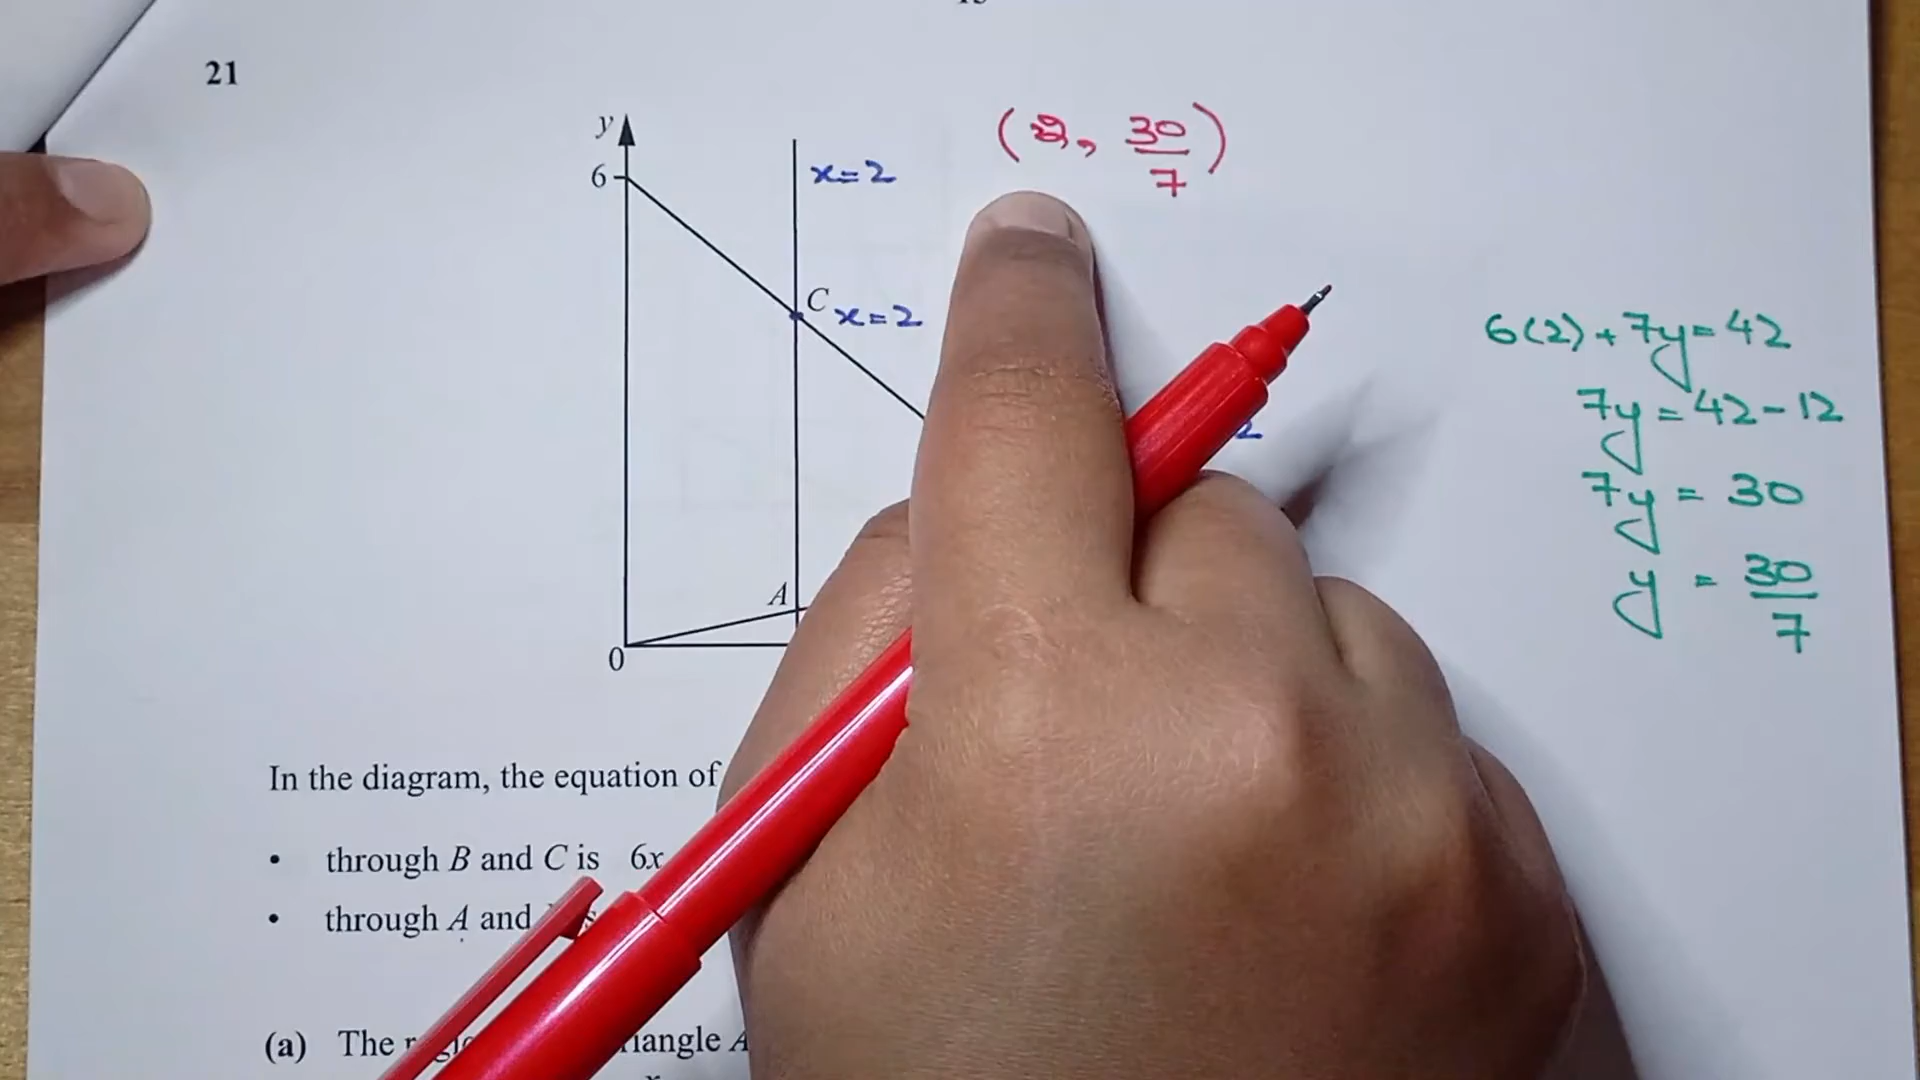 21
y
6
x=2
(2, 30/7)
C
x=2
2
A
0
6(2)+7y=42
7y=42-12
7y = 30
y = 30/7
In the diagram, the equation of
• through B and C is 6x
• through A and
(a) The